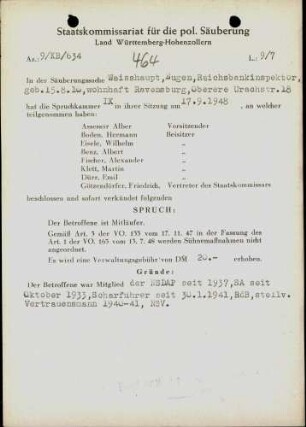 Staatskommissariat für die pol. Säuberung
Land Württemberg-Hohenzollern
Az.: 9/XB/634
464
L. 9/7
In der Säuberungssache Weisshaupt, Eugen, Reichsbankinspektor,
geb. 15.8., wohnhaft Ravensburg, Oberere Urachstr. 18
hat die Spruchkammer IX in ihrer Sitzung am 17.9.1948, an welcher
teilgenommen haben:
Assessor Alber Vorsitzender
Boden, Hermann Beisitzer
Eisele, Wilhelm "
Benz, Albert "
Fischer, Alexander "
Klett, Martin "
Dürr, Emil "
Götzendörfer, Friedrich, Vertreter des Staatskommissars
beschlossen und sofort verkündet folgenden
SPRUCH:
Der Betroffene ist Mitläufer.
Gemäß Art. 3 der VO. 133 vom 17. 11. 47 in der Fassung des
Art. 1 der VO. 165 vom 13. 7. 48 werden Sühnemaßnahmen nicht
angeordnet.
Es wird eine Verwaltungsgebühr von DM 20.- erhoben.
Gründe:
Der Betroffene war Mitglied der NSDAP seit 1937, SA seit
Oktober 1933, Scharführer seit 30.1.1941, RdB, stellv.
Vertrauensmann 1940-41, NSV.